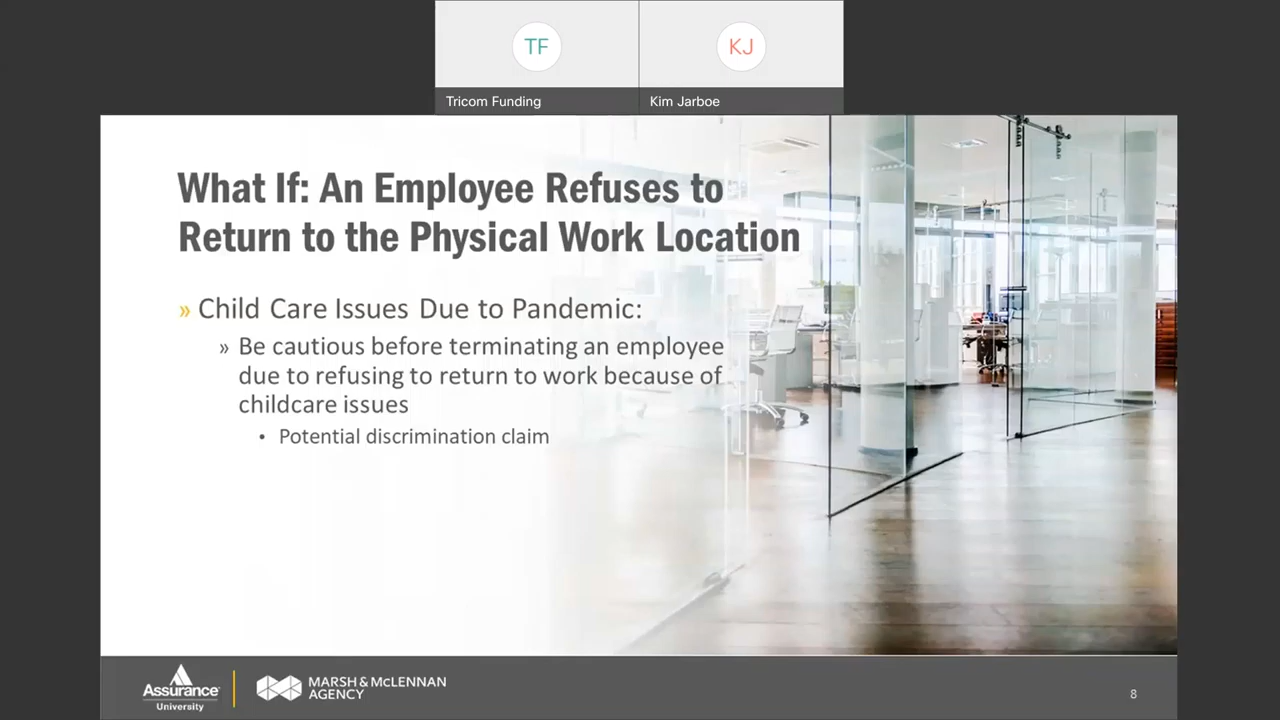 TF
KJ
Tricom Funding
Kim Jarboe
What If: An Employee Refuses to
Return to the Physical Work Location
» Child Care Issues Due to Pandemic:
» Be cautious before terminating an employee
due to refusing to return to work because of
childcare issues
• Potential discrimination claim
Assurance
University
MARSH & McLENNAN
AGENCY
8